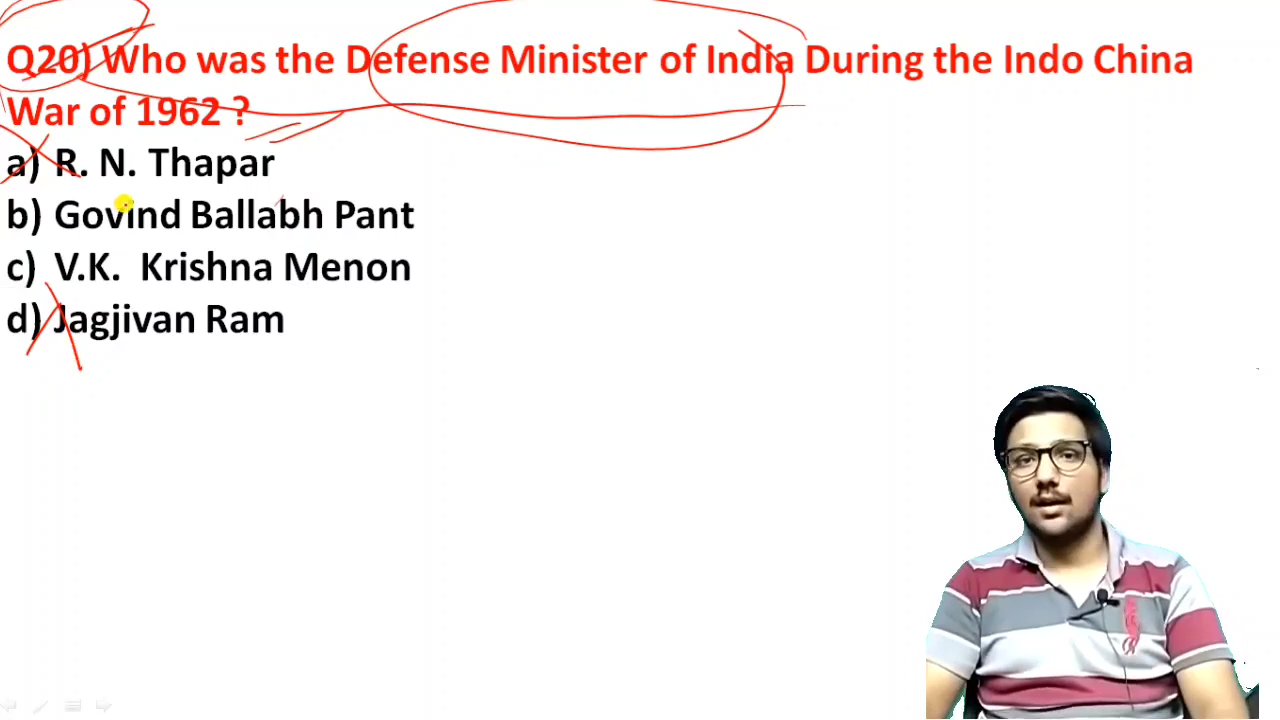 Q20) Who was the Defense Minister of India During the Indo China
War of 1962 ?
a) R. N. Thapar
b) Govind Ballabh Pant
c) V.K. Krishna Menon
d) Jagjivan Ram